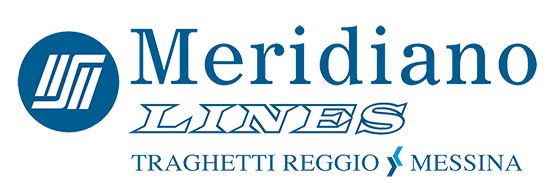 Meridiano
LINES
TRAGHETTI REGGIO MESSINA